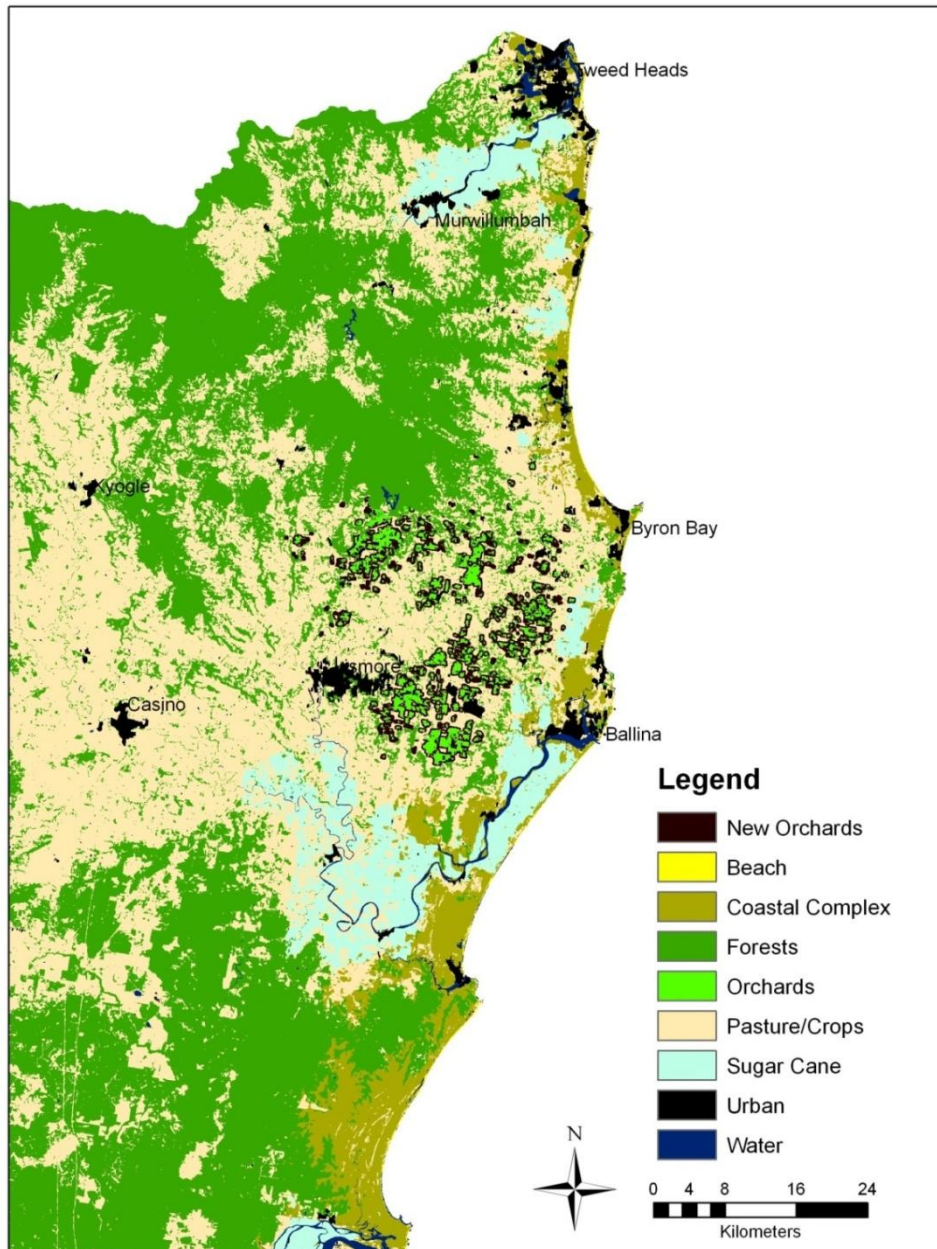 Tweed Heads
Murwillumbah
Kyogle
Byron Bay
Lismore
Casino
Ballina
Legend
New Orchards
Beach
Coastal Complex
Forests
Orchards
Pasture/Crops
Sugar Cane
Urban
Water
N
0 4 8 16 24
Kilometers